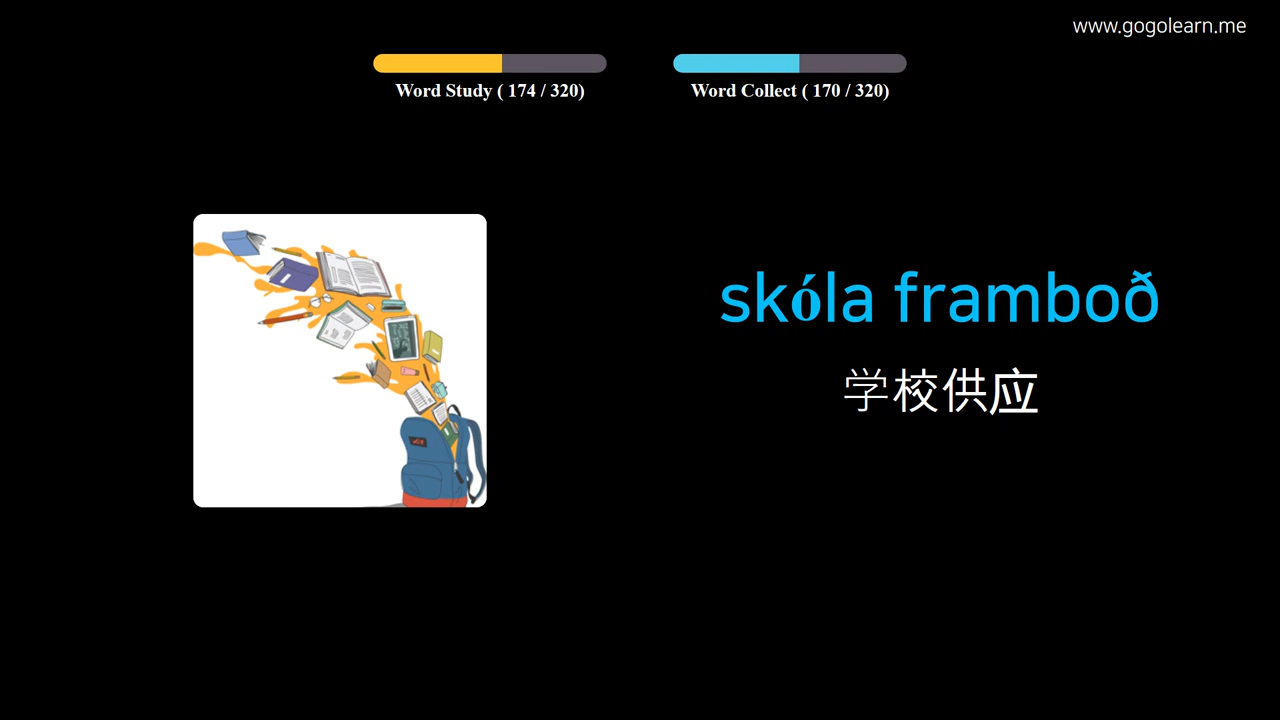 www.gogolearn.me
Word Study ( 174 / 320)
Word Collect ( 170 / 320)
skóla framboð
学校供应